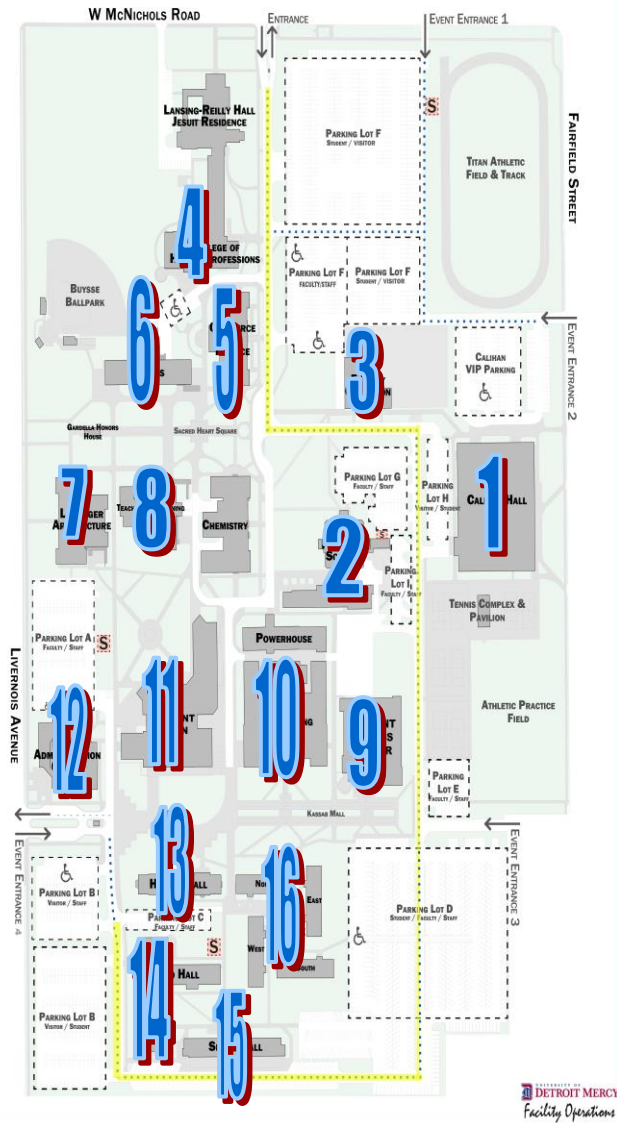 W McNichols Road
Entrance
Event Entrance 1
Lansing-Reilly Hall
Jesuit Residence
Parking Lot F
Student / Visitor
S
Titan Athletic
Field & Track
Fairfield Street
4
Parking Lot F
Faculty/Staff
Parking Lot F
Student / Visitor
Buysse
Ballpark
6
5
3
Calihan
VIP Parking
Event Entrance 2
Gardella Honors
House
Sacred Heart Square
7
8
Chemistry
Parking Lot G
Faculty / Staff
Parking
Lot H
Visitor / Student
1
Hall
2
S
Parking
Lot I
Faculty / Staff
Tennis Complex &
Pavilion
Parking Lot A
Faculty / Staff
S
Powerhouse
Livernois Avenue
11
10
9
12
Athletic Practice
Field
Parking
Lot E
Faculty / Staff
Kassab Mall
Event Entrance 3
Event Entrance 4
13
Parking Lot B
Visitor / Staff
Lot C
Faculty / Staff
16
East
West
South
Parking Lot D
Student / Faculty / Staff
S
14
Hall
Parking Lot B
Visitor / Student
15
University of
Detroit Mercy
Facility Operations